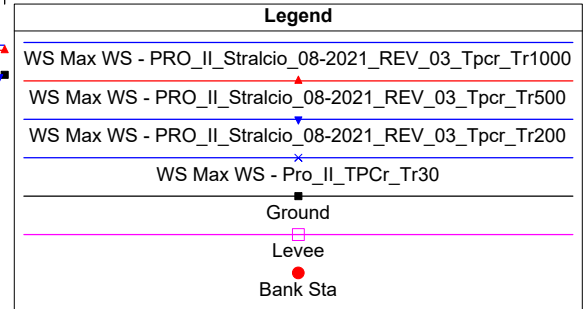 Legend
WS Max WS - PRO_II_Stralcio_08-2021_REV_03_Tpcr_Tr1000
WS Max WS - PRO_II_Stralcio_08-2021_REV_03_Tpcr_Tr500
WS Max WS - PRO_II_Stralcio_08-2021_REV_03_Tpcr_Tr200
WS Max WS - Pro_II_TPCr_Tr30
Ground
Levee
Bank Sta